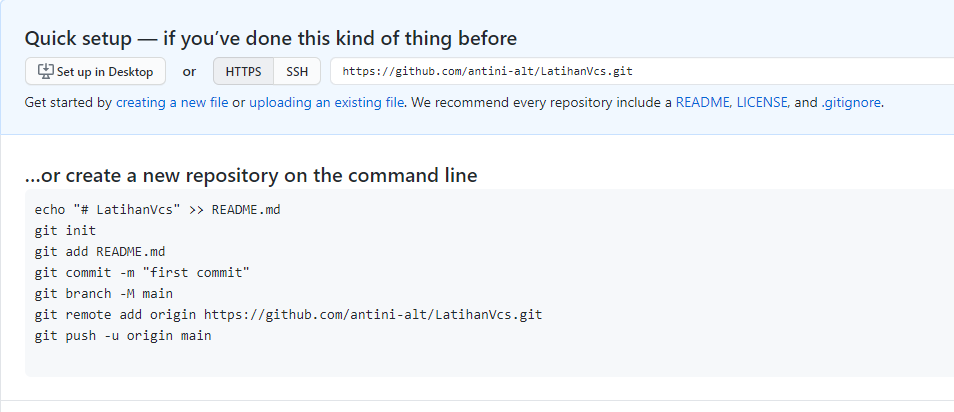 Quick setup — if you’ve done this kind of thing before
Set up in Desktop or HTTPS SSH https://github.com/antini-alt/LatihanVcs.git
Get started by creating a new file or uploading an existing file. We recommend every repository include a README, LICENSE, and .gitignore.
…or create a new repository on the command line
echo "# LatihanVcs" >> README.md
git init
git add README.md
git commit -m "first commit"
git branch -M main
git remote add origin https://github.com/antini-alt/LatihanVcs.git
git push -u origin main